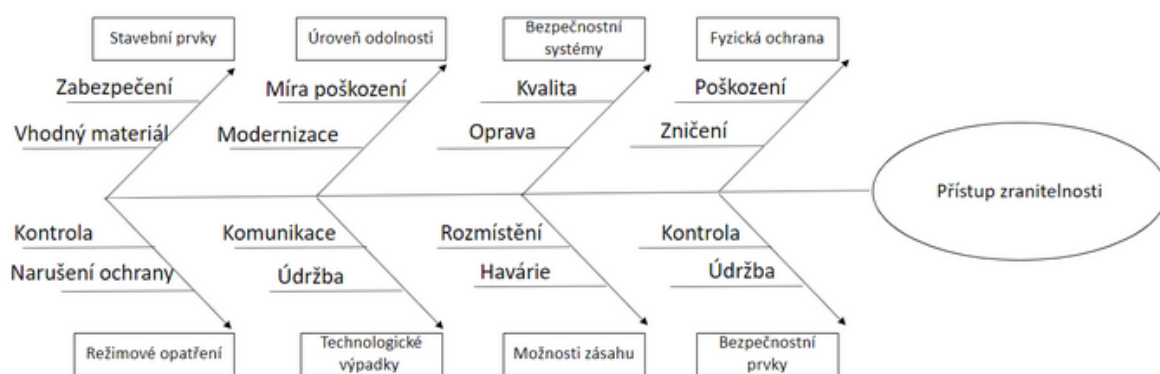 Stavební prvky
Úroveň odolnosti
Bezpečnostní
systémy
Fyzická ochrana
Zabezpečení
Míra poškození
Kvalita
Poškození
Vhodný materiál
Modernizace
Oprava
Zničení
Přístup zranitelnosti
Kontrola
Komunikace
Rozmístění
Kontrola
Narušení ochrany
Údržba
Havárie
Údržba
Režimové opatření
Technologické
výpadky
Možnosti zásahu
Bezpečnostní
prvky